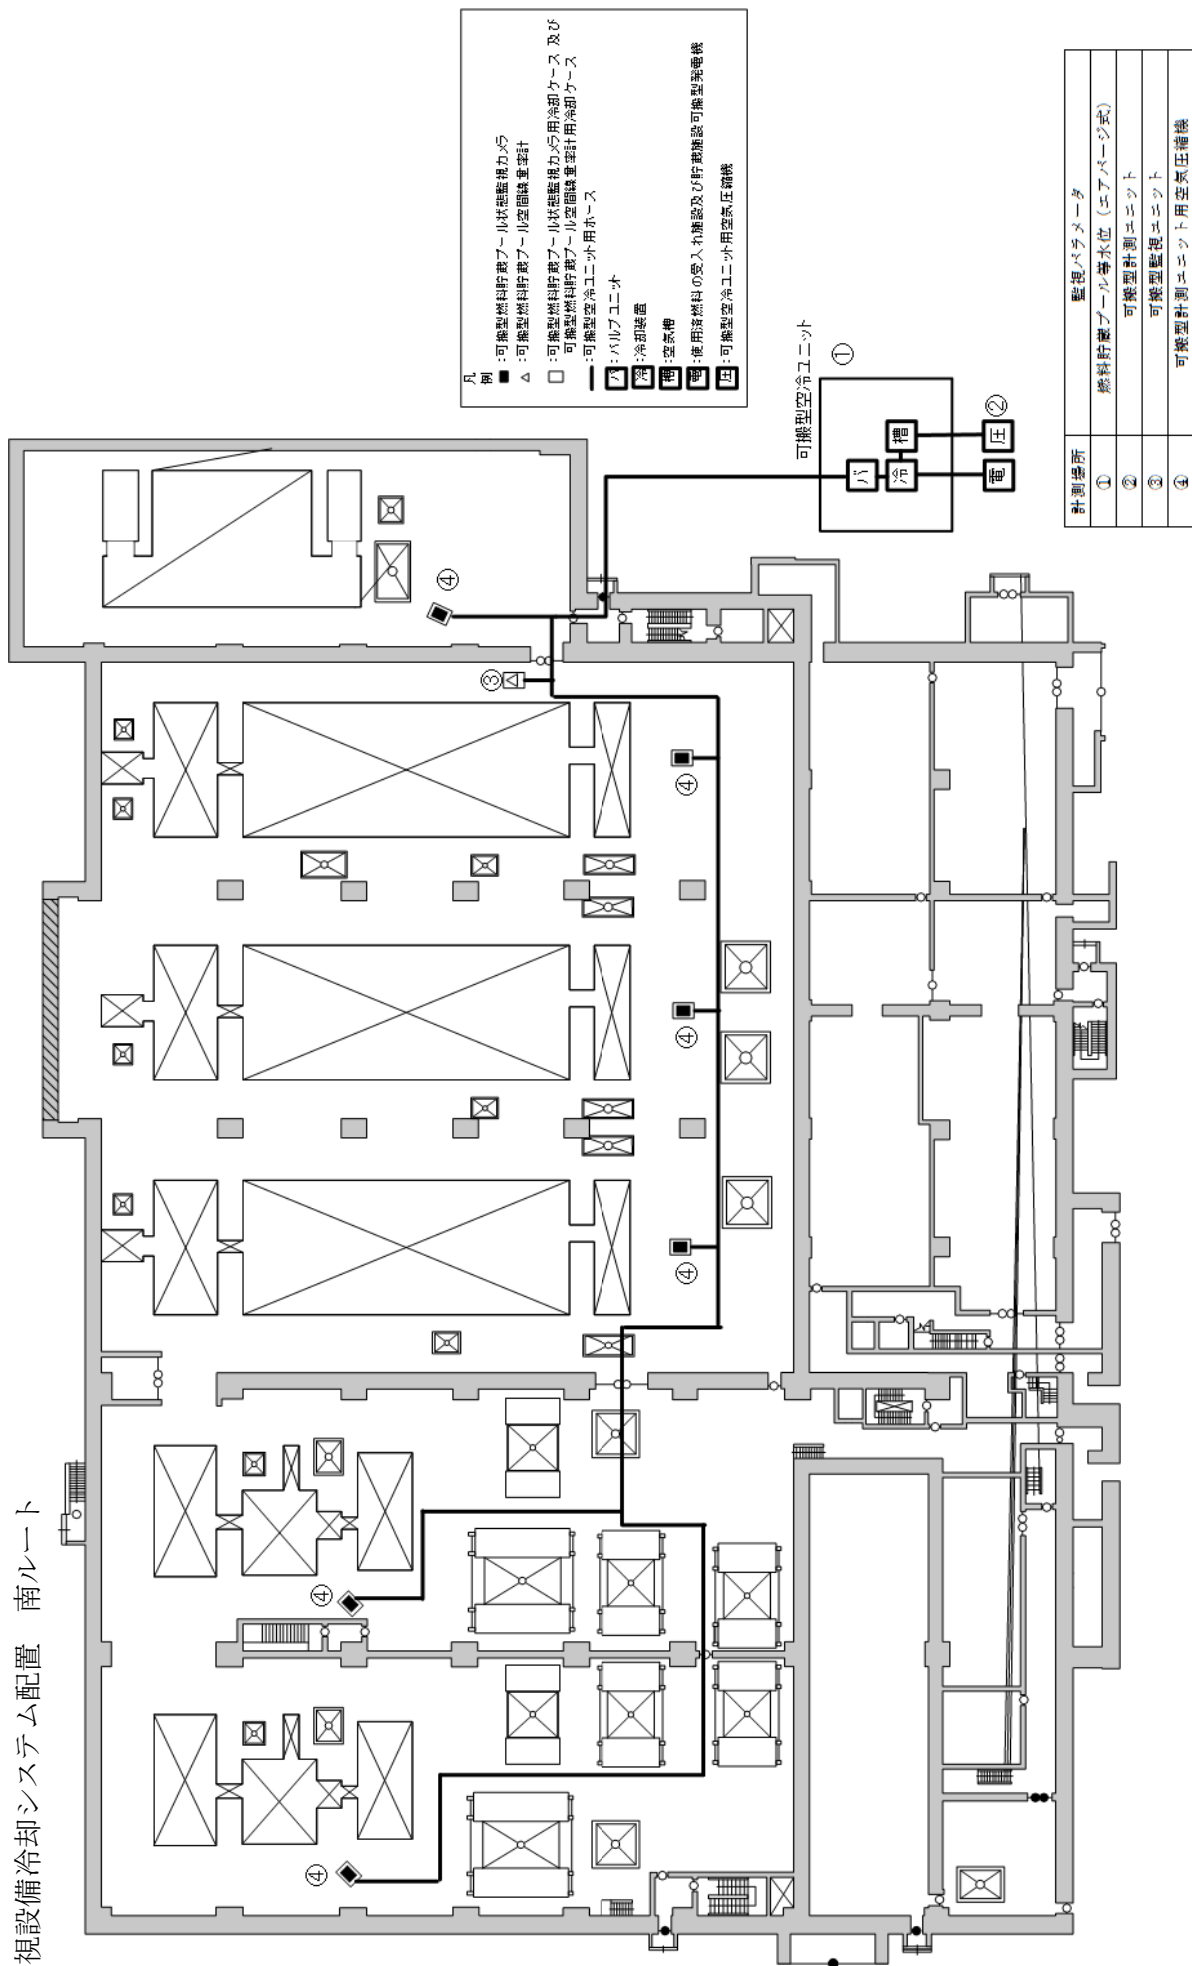 視設備冷却システム配置　南ルート
凡
例
■:可搬型燃料貯蔵プール状態監視カメラ
△:可搬型燃料貯蔵プール空間線量率計
□:可搬型燃料貯蔵プール状態監視カメラ用冷却ケース 及び
可搬型燃料貯蔵プール空間線量率計用冷却ケース
:可搬型空冷ユニット用ホース
バ:バルブユニット
冷:冷却装置
槽:空気槽
電:使用済燃料の受入れ施設及び貯蔵施設可搬型発電機
圧:可搬型空冷ユニット用空気圧縮機
可搬型空冷ユニット
①
バ
冷
槽
電
圧
②
③
④
④
④
④
④
④
計測場所 監視パラメータ
① 燃料貯蔵プール等水位（エアパージ式）
② 可搬型計測ユニット
③ 可搬型監視ユニット
④ 可搬型計測ユニット用空気圧縮機